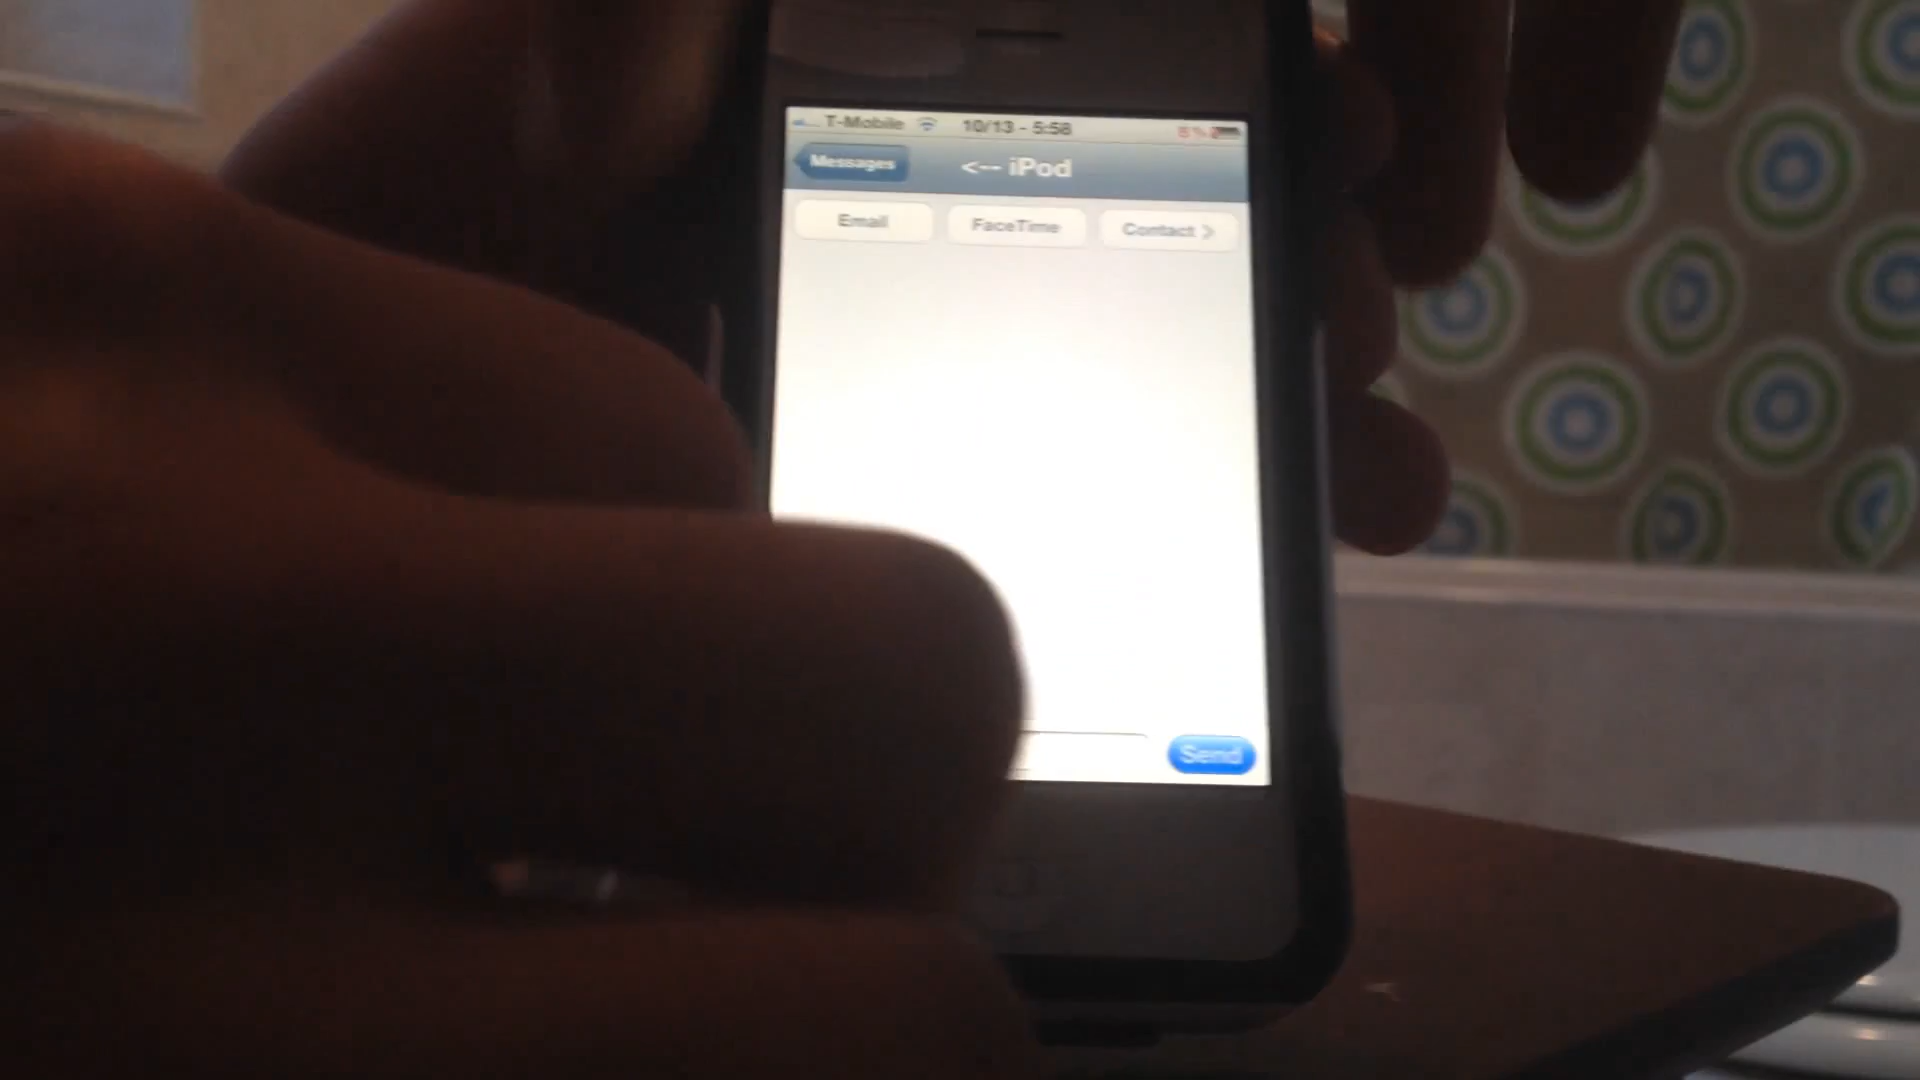 T-Mobile 10/13 - 5:58
Messages <-- iPod
Email FaceTime Contact >
Send